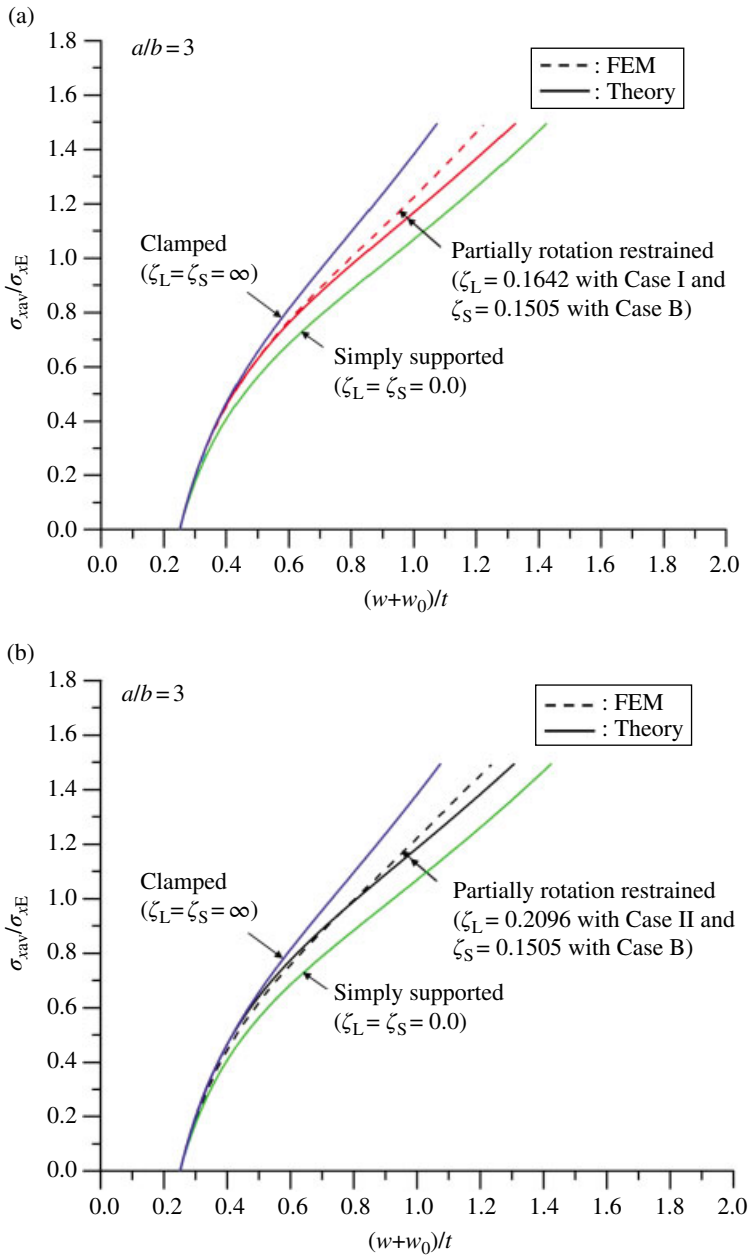 (a)
a/b = 3
: FEM
: Theory
Clamped
(ζL = ζS = ∞)
Partially rotation restrained
(ζL = 0.1642 with Case I and
ζS = 0.1505 with Case B)
Simply supported
(ζL = ζS = 0.0)
σxav/σxE
1.8
1.6
1.4
1.2
1.0
0.8
0.6
0.4
0.2
0.0
0.0 0.2 0.4 0.6 0.8 1.0 1.2 1.4 1.6 1.8 2.0
(w+w0)/t
(b)
a/b = 3
: FEM
: Theory
Clamped
(ζL = ζS = ∞)
Partially rotation restrained
(ζL = 0.2096 with Case II and
ζS = 0.1505 with Case B)
Simply supported
(ζL = ζS = 0.0)
σxav/σxE
1.8
1.6
1.4
1.2
1.0
0.8
0.6
0.4
0.2
0.0
0.0 0.2 0.4 0.6 0.8 1.0 1.2 1.4 1.6 1.8 2.0
(w+w0)/t